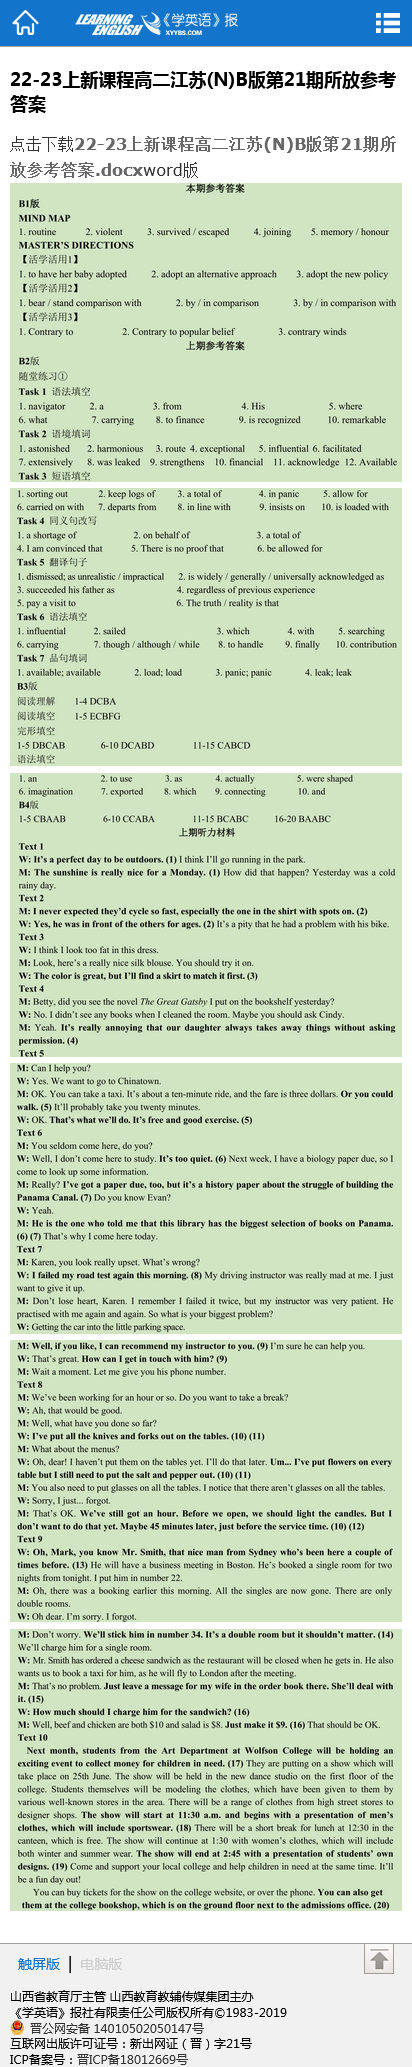 LEARNING ENGLISH 《学英语》报
XYYBS.COM
22-23上新课程高二江苏(N)B版第21期所放参考
答案
点击下载22-23上新课程高二江苏(N)B版第21期所
放参考答案.docxword版
本期参考答案
B1版
MIND MAP
1. routine 2. violent 3. survived / escaped 4. joining 5. memory / honour
MASTER'S DIRECTIONS
【活学活用1】
1. to have her baby adopted 2. adopt an alternative approach 3. adopt the new policy
【活学活用2】
1. bear / stand comparison with 2. by / in comparison 3. by / in comparison with
【活学活用3】
1. Contrary to 2. Contrary to popular belief 3. contrary winds
上期参考答案
B2版
随堂练习①
Task 1 语法填空
1. navigator 2. a 3. from 4. His 5. where
6. what 7. carrying 8. to finance 9. is recognized 10. remarkable
Task 2 语境填词
1. astonished 2. harmonious 3. route 4. exceptional 5. influential 6. facilitated
7. extensively 8. was leaked 9. strengthens 10. financial 11. acknowledge 12. Available
Task 3 短语填空
1. sorting out 2. keep logs of 3. a total of 4. in panic 5. allow for
6. carried on with 7. departs from 8. in line with 9. insists on 10. is loaded with
Task 4 同义句改写
1. a shortage of 2. on behalf of 3. a total of
4. I am convinced that 5. There is no proof that 6. be allowed for
Task 5 翻译句子
1. dismissed; as unrealistic / impractical 2. is widely / generally / universally acknowledged as
3. succeeded his father as 4. regardless of previous experience
5. pay a visit to 6. The truth / reality is that
Task 6 语法填空
1. influential 2. sailed 3. which 4. with 5. searching
6. carrying 7. though / although / while 8. to handle 9. finally 10. contribution
Task 7 品句填词
1. available; available 2. load; load 3. panic; panic 4. leak; leak
B3版
阅读理解 1-4 DCBA
阅读填空 1-5 ECBFG
完形填空
1-5 DBCAB 6-10 DCABD 11-15 CABCD
语法填空
1. an 2. to use 3. as 4. actually 5. were shaped
6. imagination 7. exported 8. which 9. connecting 10. and
B4版
1-5 CBAAB 6-10 CCABA 11-15 BCABC 16-20 BAABC
上期听力材料
Text 1
W: It's a perfect day to be outdoors. (1) I think I'll go running in the park.
M: The sunshine is really nice for a Monday. (1) How did that happen? Yesterday was a cold
rainy day.
Text 2
M: I never expected they'd cycle so fast, especially the one in the shirt with spots on. (2)
W: Yes, he was in front of the others for ages. (2) It's a pity that he had a problem with his bike.
Text 3
W: I think I look too fat in this dress.
M: Look, here's a really nice silk blouse. You should try it on.
W: The color is great, but I'll find a skirt to match it first. (3)
Text 4
M: Betty, did you see the novel The Great Gatsby I put on the bookshelf yesterday?
W: No. I didn't see any books when I cleaned the room. Maybe you should ask Cindy.
M: Yeah. It's really annoying that our daughter always takes away things without asking
permission. (4)
Text 5
M: Can I help you?
W: Yes. We want to go to Chinatown.
M: OK. You can take a taxi. It's about a ten-minute ride, and the fare is three dollars. Or you could
walk. (5) It'll probably take you twenty minutes.
W: OK. That's what we'll do. It's free and good exercise. (5)
Text 6
M: You seldom come here, do you?
W: Well, I don't come here to study. It's too quiet. (6) Next week, I have a biology paper due, so I
come to look up some information.
M: Really? I've got a paper due, too, but it's a history paper about the struggle of building the
Panama Canal. (7) Do you know Evan?
W: Yeah.
M: He is the one who told me that this library has the biggest selection of books on Panama.
(6) (7) That's why I come here today.
Text 7
M: Karen, you look really upset. What's wrong?
W: I failed my road test again this morning. (8) My driving instructor was really mad at me. I just
want to give it up.
M: Don't lose heart, Karen. I remember I failed it twice, but my instructor was very patient. He
practised with me again and again. So what is your biggest problem?
W: Getting the car into the little parking space.
M: Well, if you like, I can recommend my instructor to you. (9) I'm sure he can help you.
W: That's great. How can I get in touch with him? (9)
M: Wait a moment. Let me give you his phone number.
Text 8
M: We've been working for an hour or so. Do you want to take a break?
W: Ah, that would be good.
M: Well, what have you done so far?
W: I've put all the knives and forks out on the tables. (10) (11)
M: What about the menus?
W: Oh, dear! I haven't put them on the tables yet. I'll do that later. Um... I've put flowers on every
table but I still need to put the salt and pepper out. (10) (11)
M: You also need to put glasses on all the tables. I notice that there aren't glasses on all the tables.
W: Sorry, I just... forgot.
M: That's OK. We've still got an hour. Before we open, we should light the candles. But I
don't want to do that yet. Maybe 45 minutes later, just before the service time. (10) (12)
Text 9
W: Oh, Mark, you know Mr. Smith, that nice man from Sydney who's been here a couple of
times before. (13) He will have a business meeting in Boston. He's booked a single room for two
nights from tonight. I put him in number 22.
M: Oh, there was a booking earlier this morning. All the singles are now gone. There are only
double rooms.
W: Oh dear. I'm sorry. I forgot.
M: Don't worry. We'll stick him in number 34. It's a double room but it shouldn't matter. (14)
We'll charge him for a single room.
W: Mr. Smith has ordered a cheese sandwich as the restaurant will be closed when he gets in. He also
wants us to book a taxi for him, as he will fly to London after the meeting.
M: That's no problem. Just leave a message for my wife in the order book there. She'll deal with
it. (15)
W: How much should I charge him for the sandwich? (16)
M: Well, beef and chicken are both $10 and salad is $8. Just make it $9. (16) That should be OK.
Text 10
Next month, students from the Art Department at Wolfson College will be holding an
exciting event to collect money for children in need. (17) They are putting on a show which will
take place on 25th June. The show will be held in the new dance studio on the first floor of the
college. Students themselves will be modeling the clothes, which have been given to them by
various well-known stores in the area. There will be a range of clothes from high street stores to
designer shops. The show will start at 11:30 a.m. and begins with a presentation of men's
clothes, which will include sportswear. (18) There will be a short break for lunch at 12:30 in the
canteen, which is free. The show will continue at 1:30 with women's clothes, which will include
both winter and summer wear. The show will end at 2:45 with a presentation of students' own
designs. (19) Come and support your local college and help children in need at the same time. It'll
be a fun day out!
You can buy tickets for the show on the college website, or over the phone. You can also get
them at the college bookshop, which is on the ground floor next to the admissions office. (20)
触屏版 | 电脑版
山西省教育厅主管 山西教育教辅传媒集团主办
《学英语》报社有限责任公司版权所有©1983-2019
晋公网安备 14010502050147号
互联网出版许可证号：新出网证（晋）字21号
ICP备案号：晋ICP备18012669号